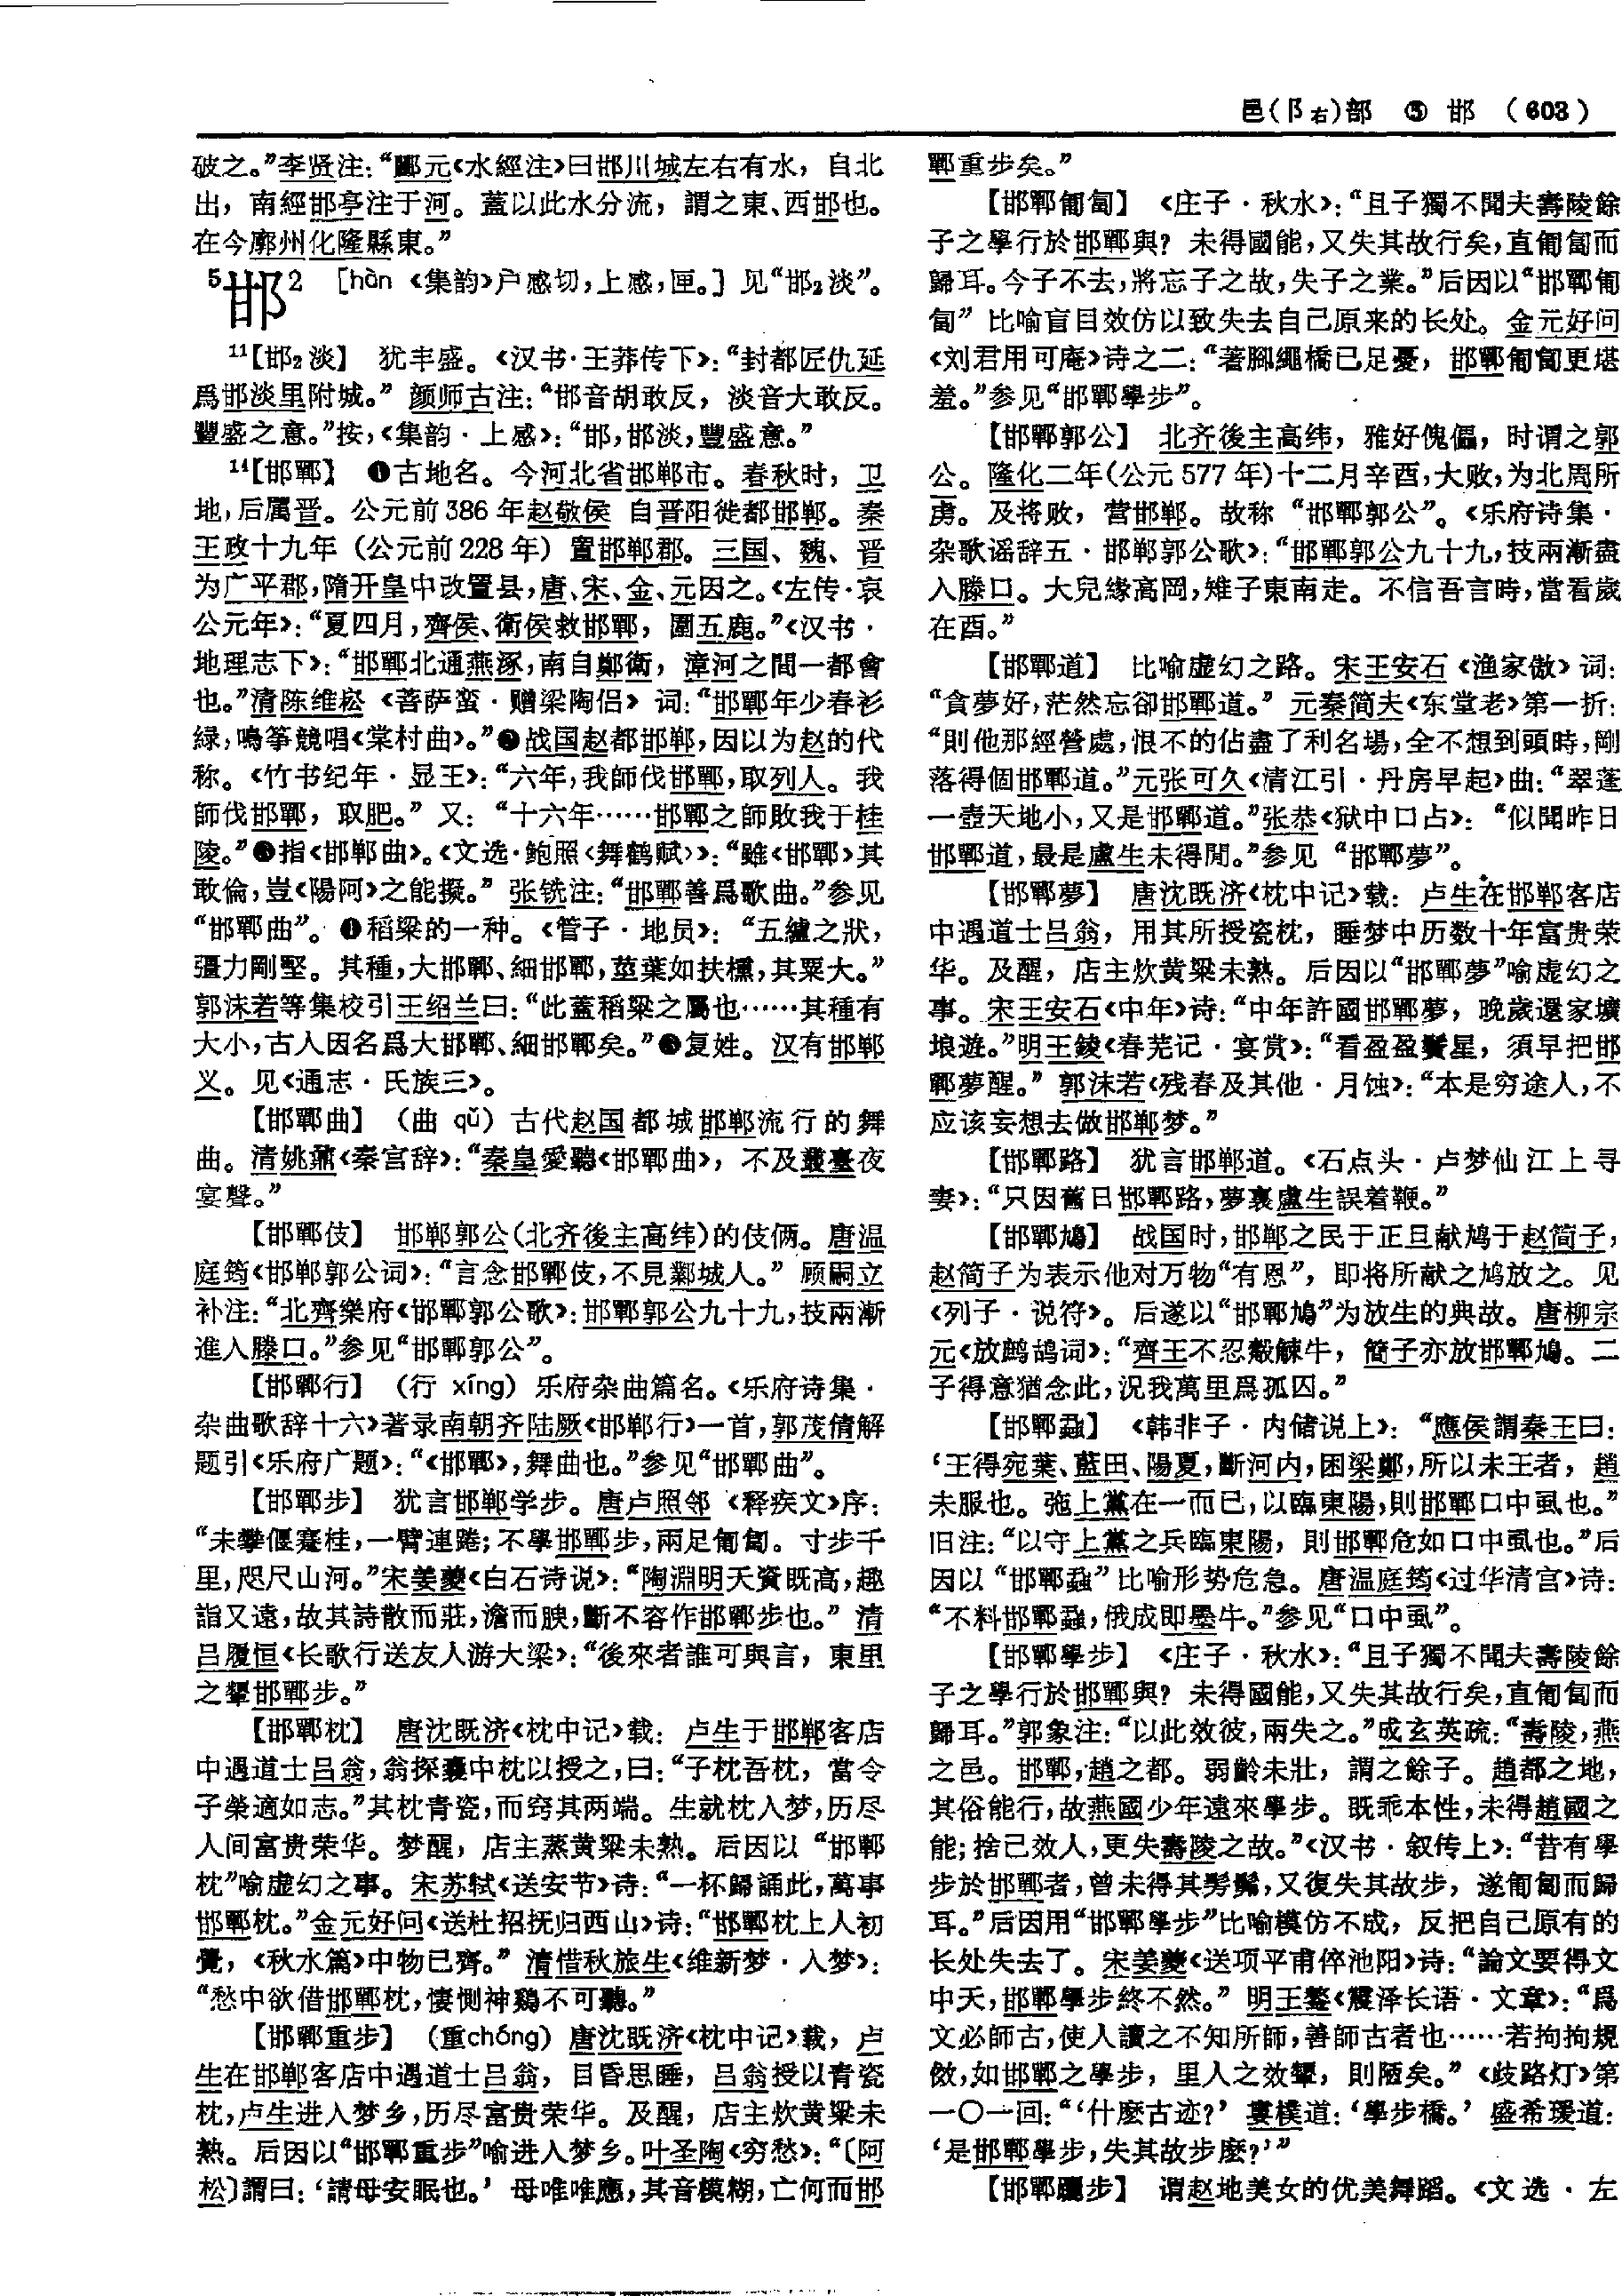 邑(阝右)部 ⑤ 邯 (603)
破之。”李贤注：“酈元《水經注》曰邯川城左右有水，自北
出，南經邯亭注于河。蓋以此水分流，謂之東、西邯也。
在今廓州化隆縣東。”
5邯2 [hàn 《集韵》户感切，上感，匣。] 见“邯2淡”。
11【邯2淡】 犹丰盛。《汉书·王莽传下》：“封都匠仇延
爲邯淡里附城。” 颜师古注：“邯音胡敢反，淡音大敢反。
豐盛之意。”按，《集韵·上感》：“邯，邯淡，豐盛意。”
14【邯鄲】 ❶古地名。今河北省邯郸市。春秋时，卫
地，后属晋。公元前386年赵敬侯 自晋阳徙都邯郸。秦
王政十九年（公元前228年）置邯郸郡。三国、魏、晋
为广平郡，隋开皇中改置县，唐、宋、金、元因之。《左传·哀
公元年》：“夏四月，齊侯、衛侯救邯鄲，圍五鹿。”《汉书·
地理志下》：“邯鄲北通燕涿，南自鄭衛，漳河之間一都會
也。”清陈维崧《菩萨蛮·赠梁陶侣》词：“邯鄲年少春衫
緑，鳴筝競唱《棠村曲》。”❷战国赵都邯郸，因以为赵的代
称。《竹书纪年·显王》：“六年，我師伐邯鄲，取列人。我
師伐邯鄲，取肥。” 又：“十六年……邯鄲之師敗我于桂
陵。”❸指《邯郸曲》。《文选·鲍照〈舞鹤赋〉》：“雖《邯鄲》其
敢倫，豈《陽阿》之能擬。” 张铣注：“邯鄲善爲歌曲。”参见
“邯鄲曲”。❹稻粱的一种。《管子·地员》：“五纑之狀，
彊力剛堅。其種，大邯鄲、細邯鄲，莖葉如扶櫄，其粟大。”
郭沫若等集校引王绍兰曰：“此蓋稻粱之屬也……其種有
大小，古人因名爲大邯鄲、細邯鄲矣。”❺复姓。汉有邯郸
义。见《通志·氏族三》。
【邯鄲曲】（曲 qǔ）古代赵国都城邯郸流行的舞
曲。清姚鼐《秦宫辞》：“秦皇愛聽《邯鄲曲》，不及叢臺夜
宴聲。”
【邯鄲伎】 邯郸郭公（北齐後主高纬）的伎俩。唐温
庭筠《邯郸郭公词》：“言念邯鄲伎，不見鄴城人。” 顾嗣立
补注：“北齊樂府《邯鄲郭公歌》：邯鄲郭公九十九，技兩漸
進入滕口。”参见“邯鄲郭公”。
【邯鄲行】（行 xíng）乐府杂曲篇名。《乐府诗集·
杂曲歌辞十六》著录南朝齐陆厥《邯郸行》一首，郭茂倩解
题引《乐府广题》：“《邯鄲》，舞曲也。”参见“邯鄲曲”。
【邯鄲步】 犹言邯郸学步。唐卢照邻《释疾文》序：
“未攀偃蹇桂，一臂連踡；不學邯鄲步，兩足匍匐。寸步千
里，咫尺山河。”宋姜夔《白石诗说》：“陶淵明天資既高，趣
詣又遠，故其詩散而莊，澹而腴，斷不容作邯鄲步也。” 清
吕履恒《长歌行送友人游大梁》：“後來者誰可與言，東里
之顰邯鄲步。”
【邯鄲枕】 唐沈既济《枕中记》载：卢生于邯郸客店
中遇道士吕翁，翁探囊中枕以授之，曰：“子枕吾枕，當令
子榮適如志。”其枕青瓷，而窍其两端。生就枕入梦，历尽
人间富贵荣华。梦醒，店主蒸黄粱未熟。后因以 “邯鄲
枕”喻虚幻之事。宋苏轼《送安节》诗：“一杯歸誦此，萬事
邯鄲枕。”金元好问《送杜招抚归西山》诗：“邯鄲枕上人初
覺，《秋水篇》中物已齊。” 清惜秋旅生《维新梦·入梦》：
“愁中欲借邯鄲枕，悽惻神鷄不可聽。”
【邯鄲重步】（重chóng）唐沈既济《枕中记》载，卢
生在邯郸客店中遇道士吕翁，目昏思睡，吕翁授以青瓷
枕，卢生进入梦乡，历尽富贵荣华。及醒，店主炊黄粱未
熟。后因以“邯鄲重步”喻进入梦乡。叶圣陶《穷愁》：“〔阿
松〕謂曰：‘請母安眠也。’ 母唯唯應，其音模糊，亡何而邯
鄲重步矣。”
【邯鄲匍匐】 《庄子·秋水》：“且子獨不聞夫壽陵餘
子之學行於邯鄲與？未得國能，又失其故行矣，直匍匐而
歸耳。今子不去，將忘子之故，失子之業。”后因以“邯鄲匍
匐” 比喻盲目效仿以致失去自己原来的长处。金元好问
《刘君用可庵》诗之二：“著脚繩橋已足憂，邯鄲匍匐更堪
羞。”参见“邯鄲學步”。
【邯鄲郭公】 北齐後主高纬，雅好傀儡，时谓之郭
公。隆化二年（公元577年）十二月辛酉，大败，为北周所
虏。及将败，营邯郸。故称 “邯鄲郭公”。《乐府诗集·
杂歌谣辞五·邯郸郭公歌》：“邯鄲郭公九十九，技兩漸盡
入滕口。大兒緣高岡，雉子東南走。不信吾言時，當看歲
在酉。”
【邯鄲道】 比喻虚幻之路。宋王安石《渔家傲》词：
“貪夢好，茫然忘卻邯鄲道。” 元秦简夫《东堂老》第一折：
“則他那經營處，恨不的佔盡了利名場，全不想到頭時，剛
落得個邯鄲道。”元张可久《清江引·丹房早起》曲：“翠蓬
一壺天地小，又是邯鄲道。”张恭《狱中口占》：“似聞昨日
邯鄲道，最是盧生未得閒。”参见 “邯鄲夢”。
【邯鄲夢】 唐沈既济《枕中记》载：卢生在邯郸客店
中遇道士吕翁，用其所授瓷枕，睡梦中历数十年富贵荣
华。及醒，店主炊黄粱未熟。后因以“邯鄲夢”喻虚幻之
事。宋王安石《中年》诗：“中年許國邯鄲夢，晚歲還家壙
埌遊。”明王錂《春芜记·宴赏》：“看盈盈鬢星，須早把邯
鄲夢醒。” 郭沫若《残春及其他·月蚀》：“本是穷途人，不
应该妄想去做邯郸梦。”
【邯鄲路】 犹言邯郸道。《石点头·卢梦仙江上寻
妻》：“只因舊日邯鄲路，夢裏盧生誤着鞭。”
【邯鄲鳩】 战国时，邯郸之民于正旦献鸠于赵简子，
赵简子为表示他对万物“有恩”，即将所献之鸠放之。见
《列子·说符》。后遂以“邯鄲鳩”为放生的典故。唐柳宗
元《放鹧鸪词》：“齊王不忍觳觫牛，簡子亦放邯鄲鳩。二
子得意猶念此，況我萬里爲孤囚。”
【邯鄲蝨】 《韩非子·内储说上》：“應侯謂秦王曰：
‘王得宛葉、藍田、陽夏，斷河内，困梁鄭，所以未王者，趙
未服也。弛上黨在一而已，以臨東陽，則邯鄲口中虱也。”
旧注：“以守上黨之兵臨東陽，則邯鄲危如口中虱也。”后
因以 “邯鄲蝨”比喻形势危急。唐温庭筠《过华清宫》诗：
“不料邯鄲蝨，俄成即墨牛。”参见“口中虱”。
【邯鄲學步】 《庄子·秋水》：“且子獨不聞夫壽陵餘
子之學行於邯鄲與？未得國能，又失其故行矣，直匍匐而
歸耳。”郭象注：“以此效彼，兩失之。”成玄英疏：“壽陵，燕
之邑。邯鄲，趙之都。弱齡未壯，謂之餘子。趙都之地，
其俗能行，故燕國少年遠來學步。既乖本性，未得趙國之
能；捨己效人，更失壽陵之故。”《汉书·叙传上》：“昔有學
步於邯鄲者，曾未得其髣髴，又復失其故步，遂匍匐而歸
耳。”后因用“邯鄲學步”比喻模仿不成，反把自己原有的
长处失去了。宋姜夔《送项平甫倅池阳》诗：“論文要得文
中天，邯鄲學步終不然。” 明王鏊《震泽长语·文章》：“爲
文必師古，使人讀之不知所師，善師古者也……若拘拘規
倣，如邯鄲之學步，里人之效顰，則陋矣。” 《歧路灯》第
一〇一回：“‘什麽古迹？’ 婁樸道：‘學步橋。’ 盛希瑗道：
‘是邯鄲學步，失其故步麽？’”
【邯鄲躧步】 谓赵地美女的优美舞蹈。《文选·左